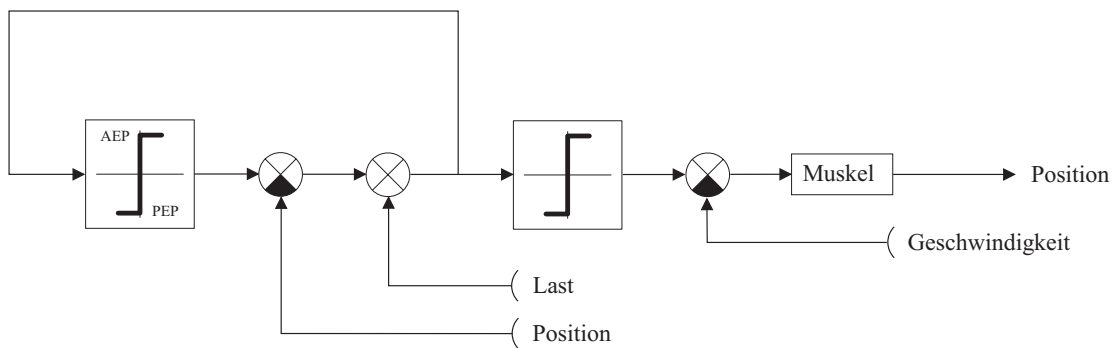 AEP
PEP
Muskel
Position
Geschwindigkeit
Last
Position